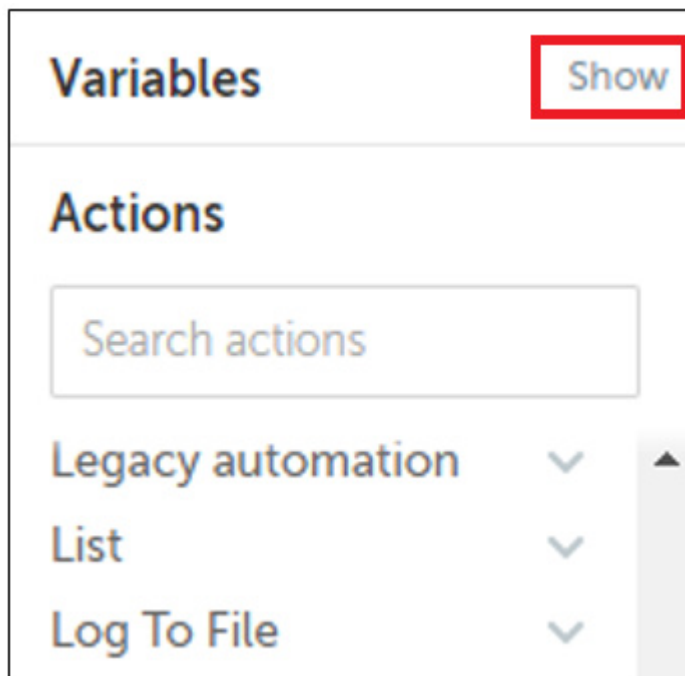 Variables Show
Actions
Search actions
Legacy automation
List
Log To File